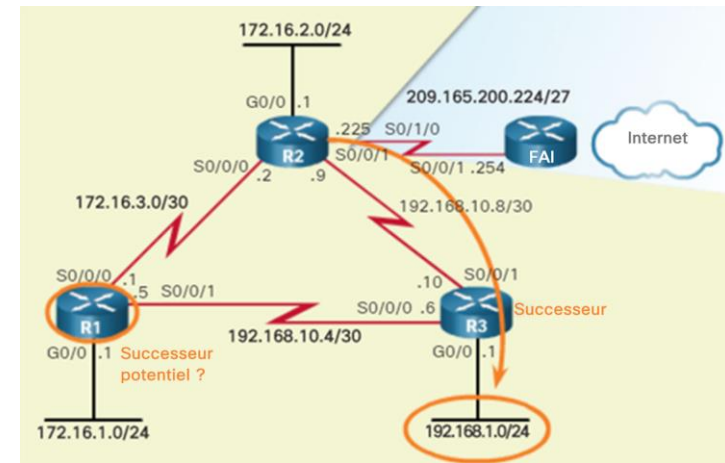 172.16.2.0/24
G0/0 .1
209.165.200.224/27
.225 S0/1/0
Internet
R2
S0/0/1
FAI
S0/0/1 .254
S0/0/0
.2
.9
172.16.3.0/30
192.168.10.8/30
S0/0/0 .1
.10 S0/0/1
.5 S0/0/1
S0/0/0 .6
Successeur
R1
R3
192.168.10.4/30
G0/0 .1
Successeur
potentiel ?
G0/0 .1
172.16.1.0/24
192.168.1.0/24